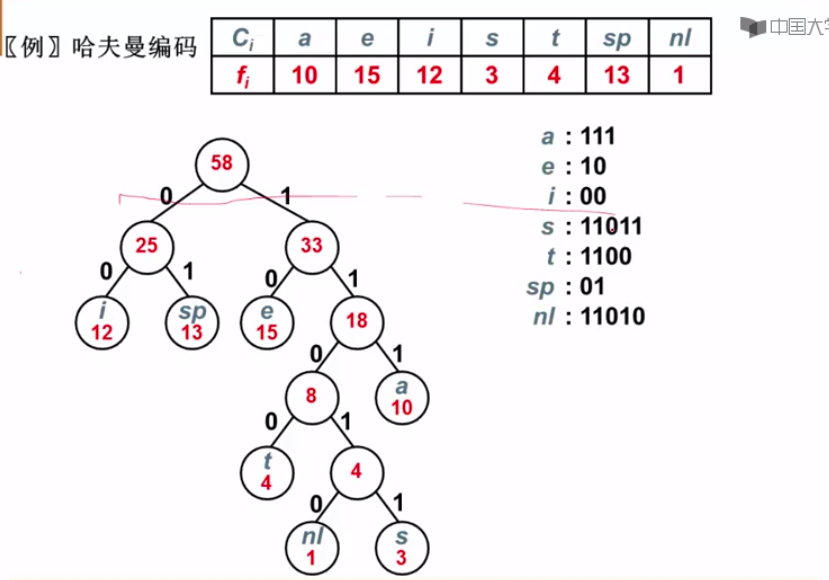 〖例〗哈夫曼编码
Ci a e i s t sp nl
fi 10 15 12 3 4 13 1
中国大学
58
0 1
25 33
0 1 0 1
i 12 sp 13 e 15 18
0 1
8 a 10
0 1
t 4 4
0 1
nl 1 s 3
a : 111
e : 10
i : 00
s : 11011
t : 1100
sp : 01
nl : 11010